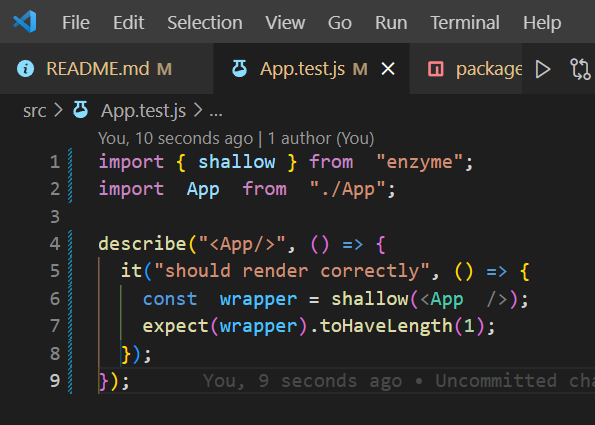 File Edit Selection View Go Run Terminal Help
README.md M App.test.js M package
src > App.test.js > ...
You, 10 seconds ago | 1 author (You)
1 import { shallow } from "enzyme";
2 import App from "./App";
3
4 describe("<App/>", () => {
5 it("should render correctly", () => {
6 const wrapper = shallow(<App />);
7 expect(wrapper).toHaveLength(1);
8 });
9 }); You, 9 seconds ago • Uncommitted cha